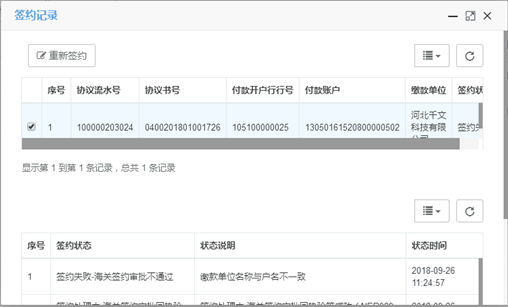 签约记录
重新签约
序号 协议流水号 协议书号 付款开户行行号 付款账户 缴款单位 签约状
1 100000203024 0400201801001726 105100000025 13050161520800000502 河北千文科技有限公司 签约失
显示第 1 到第 1 条记录，总共 1 条记录
序号 签约状态 状态说明 状态时间
1 签约失败-海关签约审批不通过 缴款单位名称与户名不一致 2018-09-26
11:24:57
2018-09-26